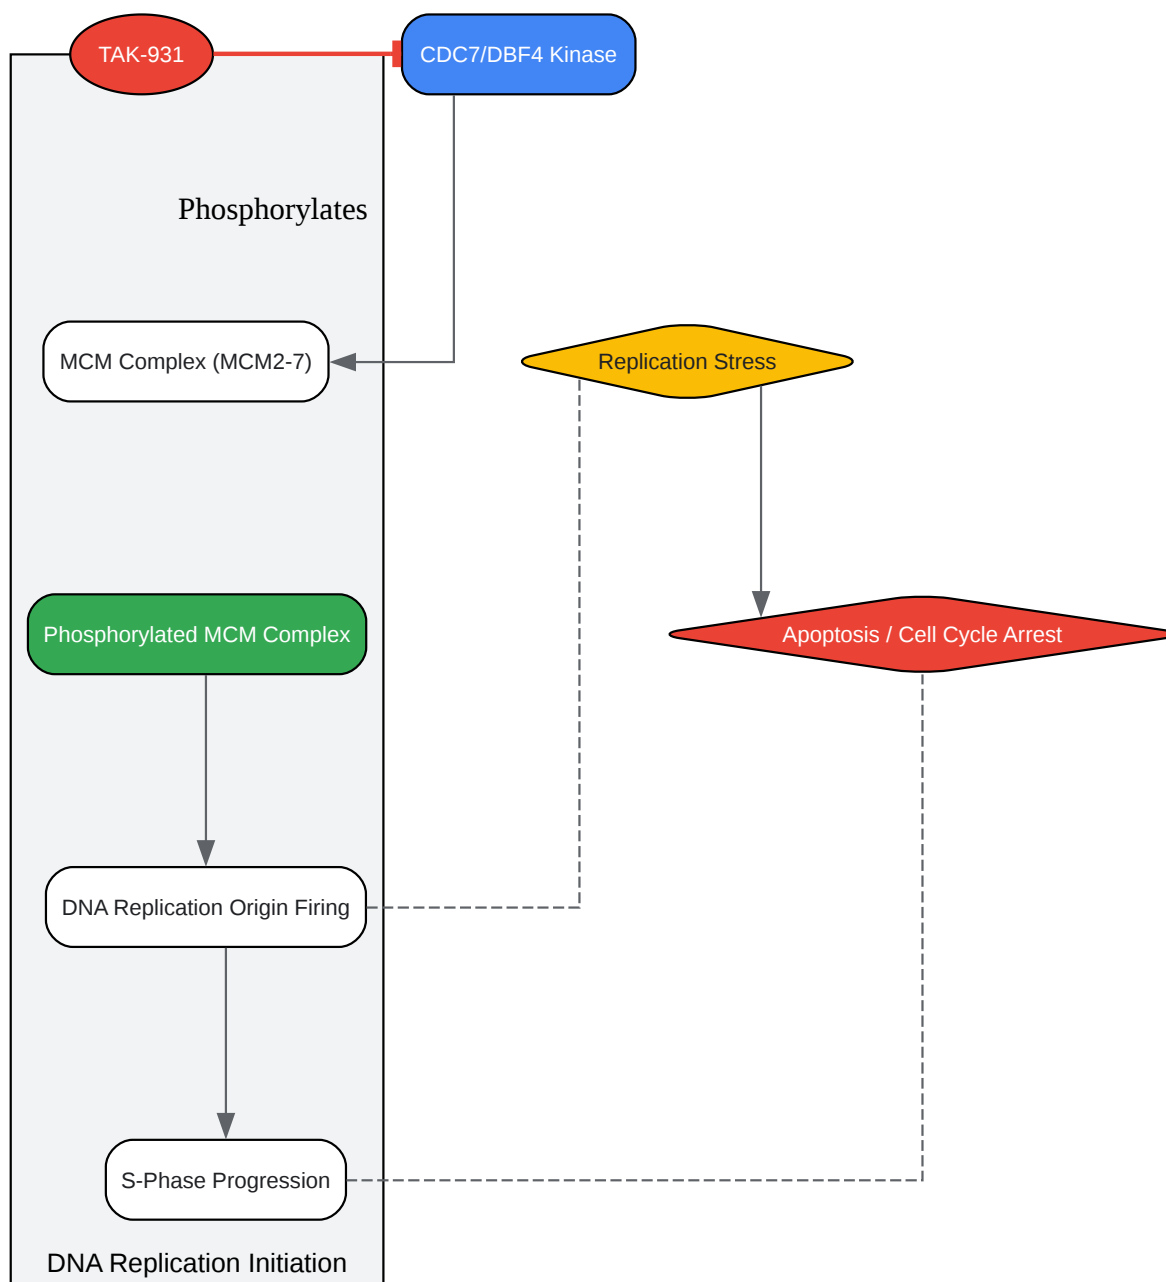 TAK-931
CDC7/DBF4 Kinase
Phosphorylates
MCM Complex (MCM2-7)
Replication Stress
Phosphorylated MCM Complex
Apoptosis / Cell Cycle Arrest
DNA Replication Origin Firing
S-Phase Progression
DNA Replication Initiation